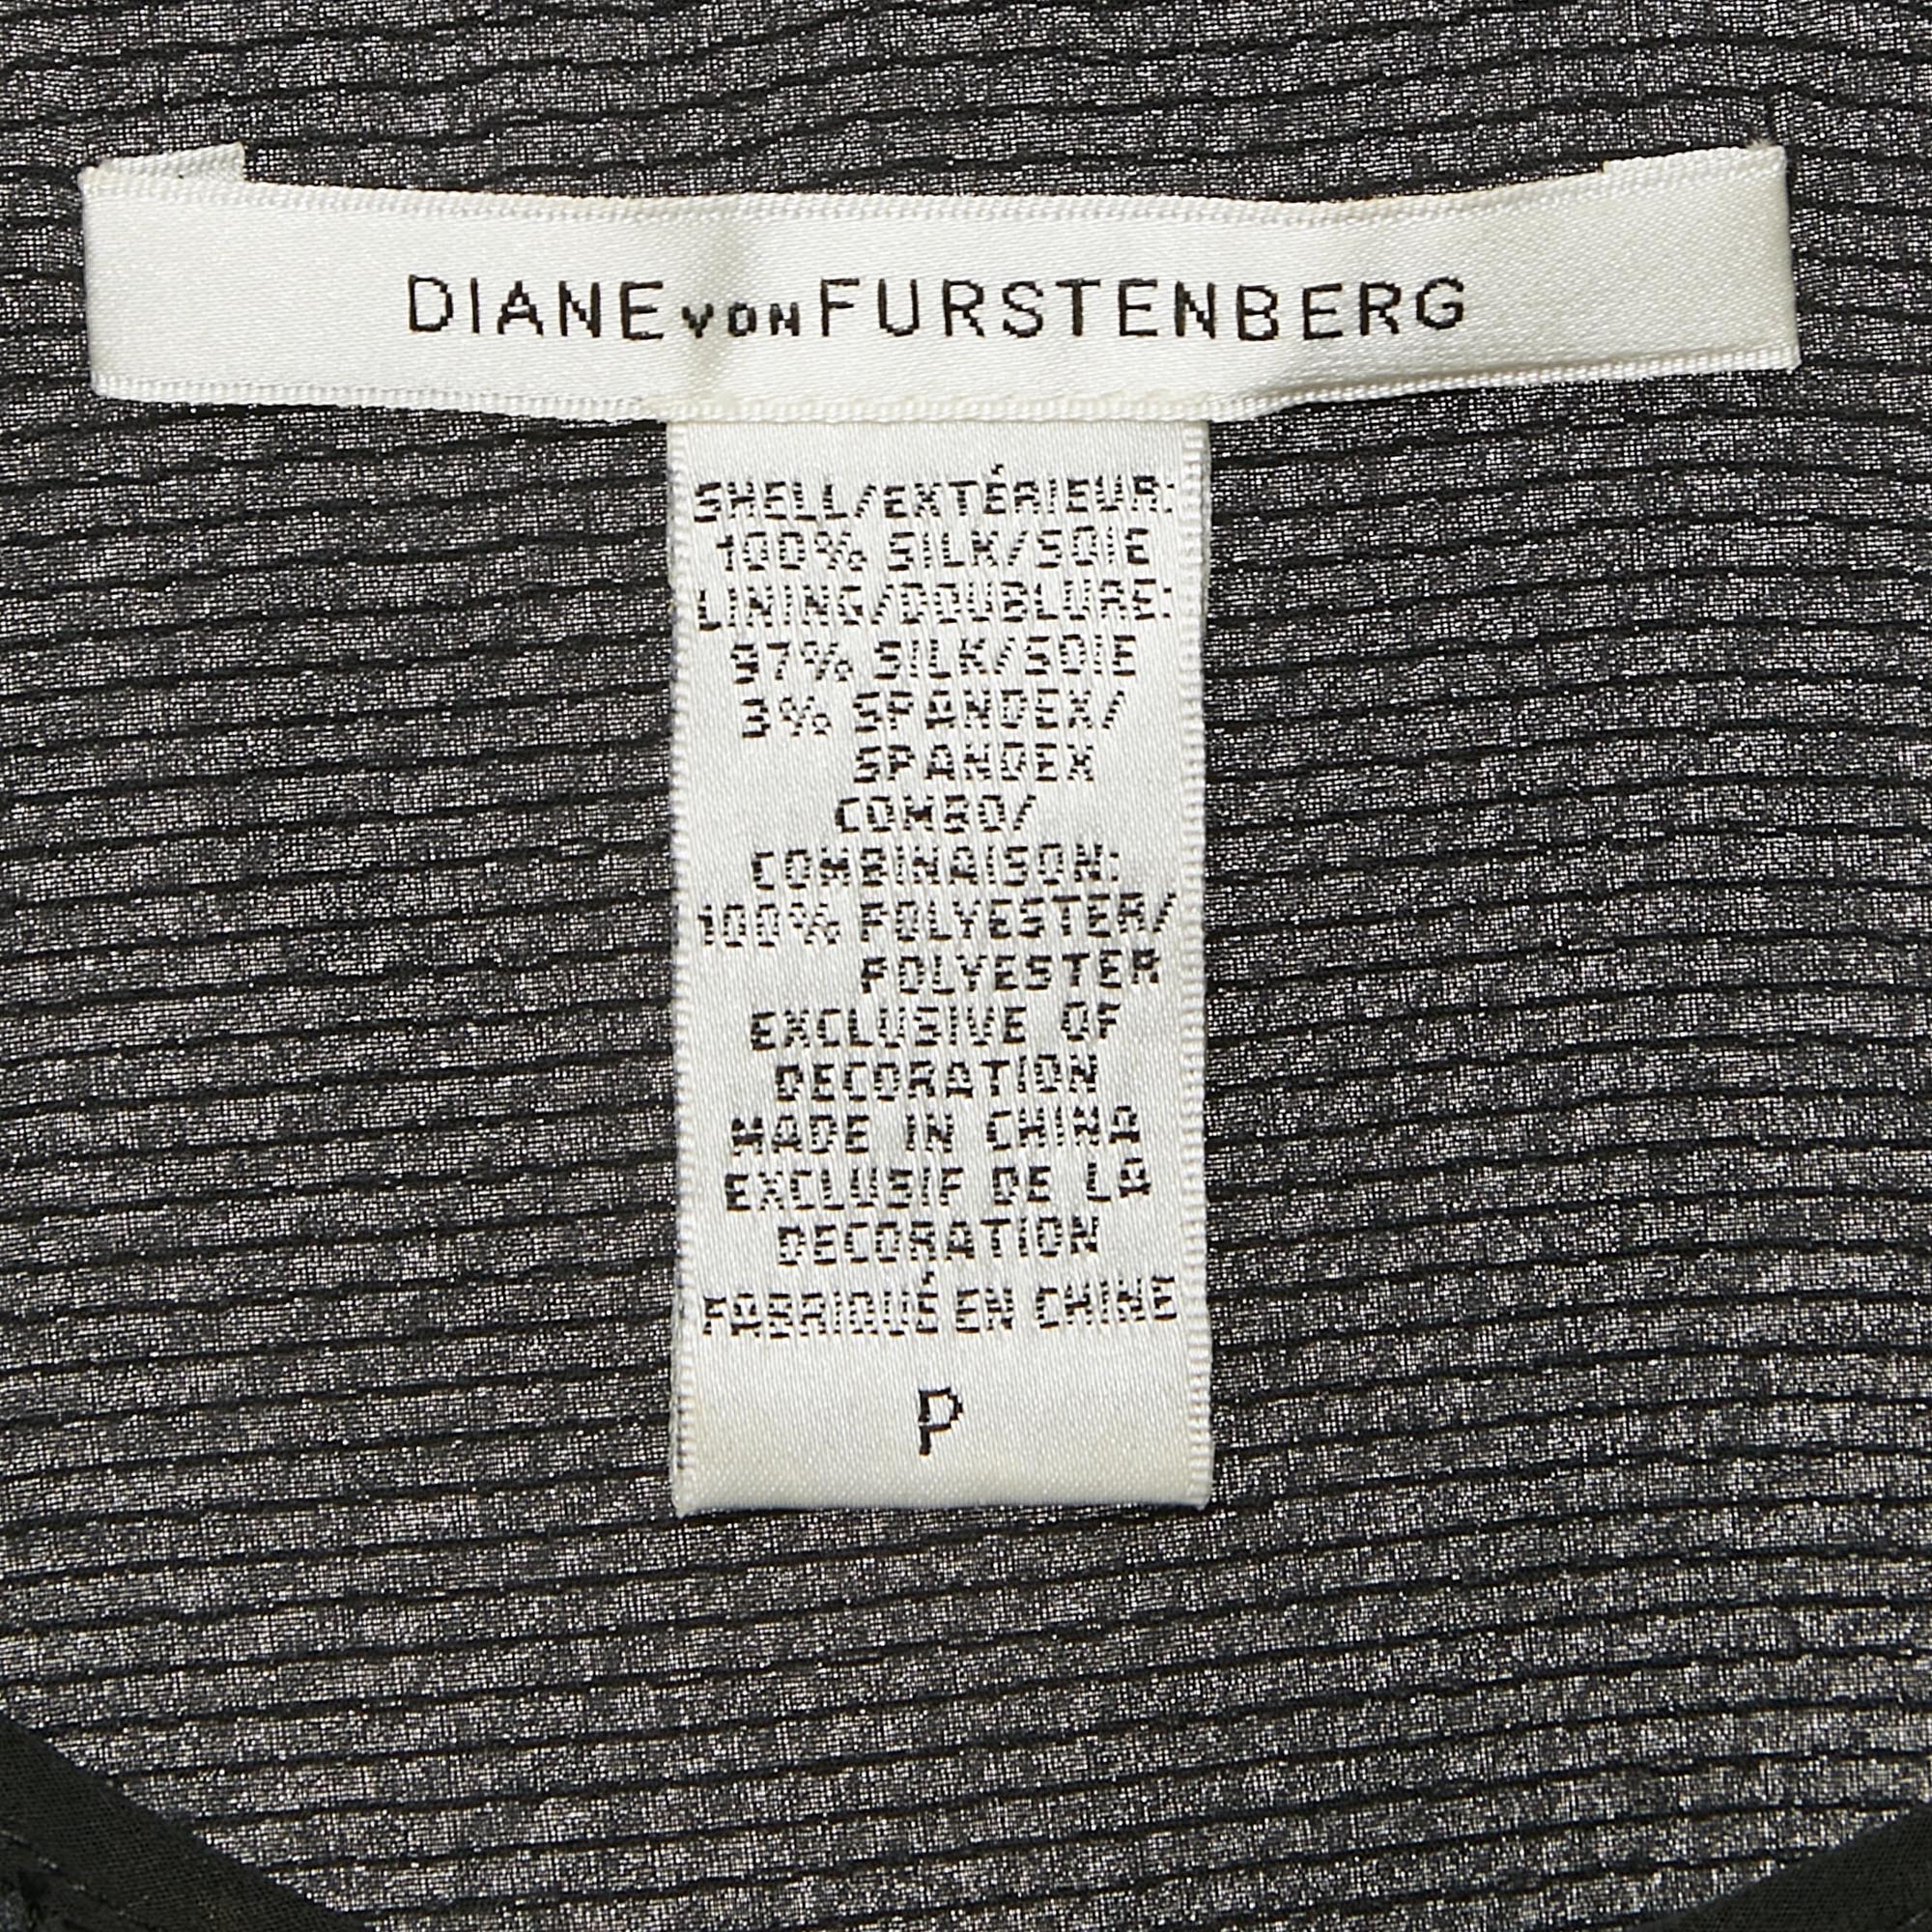 DIANE VON FURSTENBERG
SHELL/EXTÉRIEUR:
100% SILK/SOIE
LINING/DOUBLURE:
97% SILK/SOIE
3% SPANDEX/
SPANDEX
COMBO/
COMBINAISON:
100% POLYESTER/
POLYESTER
EXCLUSIVE OF
DECORATION
MADE IN CHINA
EXCLUSIF DE LA
DECORATION
FABRIQUÉ EN CHINE
P